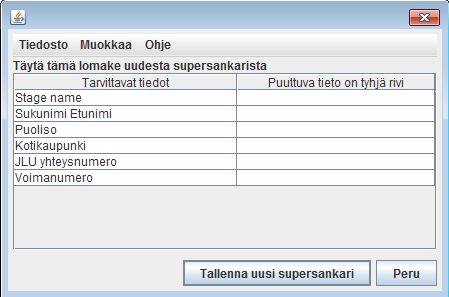 Tiedosto Muokkaa Ohje
Täytä tämä lomake uudesta supersankarista
Tarvittavat tiedot Puuttuva tieto on tyhjä rivi
Stage name
Sukunimi Etunimi
Puoliso
Kotikaupunki
JLU yhteysnumero
Voimanumero
Tallenna uusi supersankari Peru